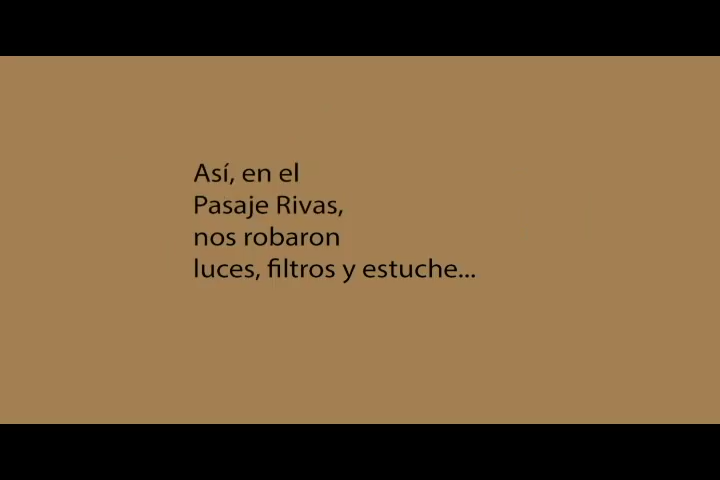 Así, en el
Pasaje Rivas,
nos robaron
luces, filtros y estuche...